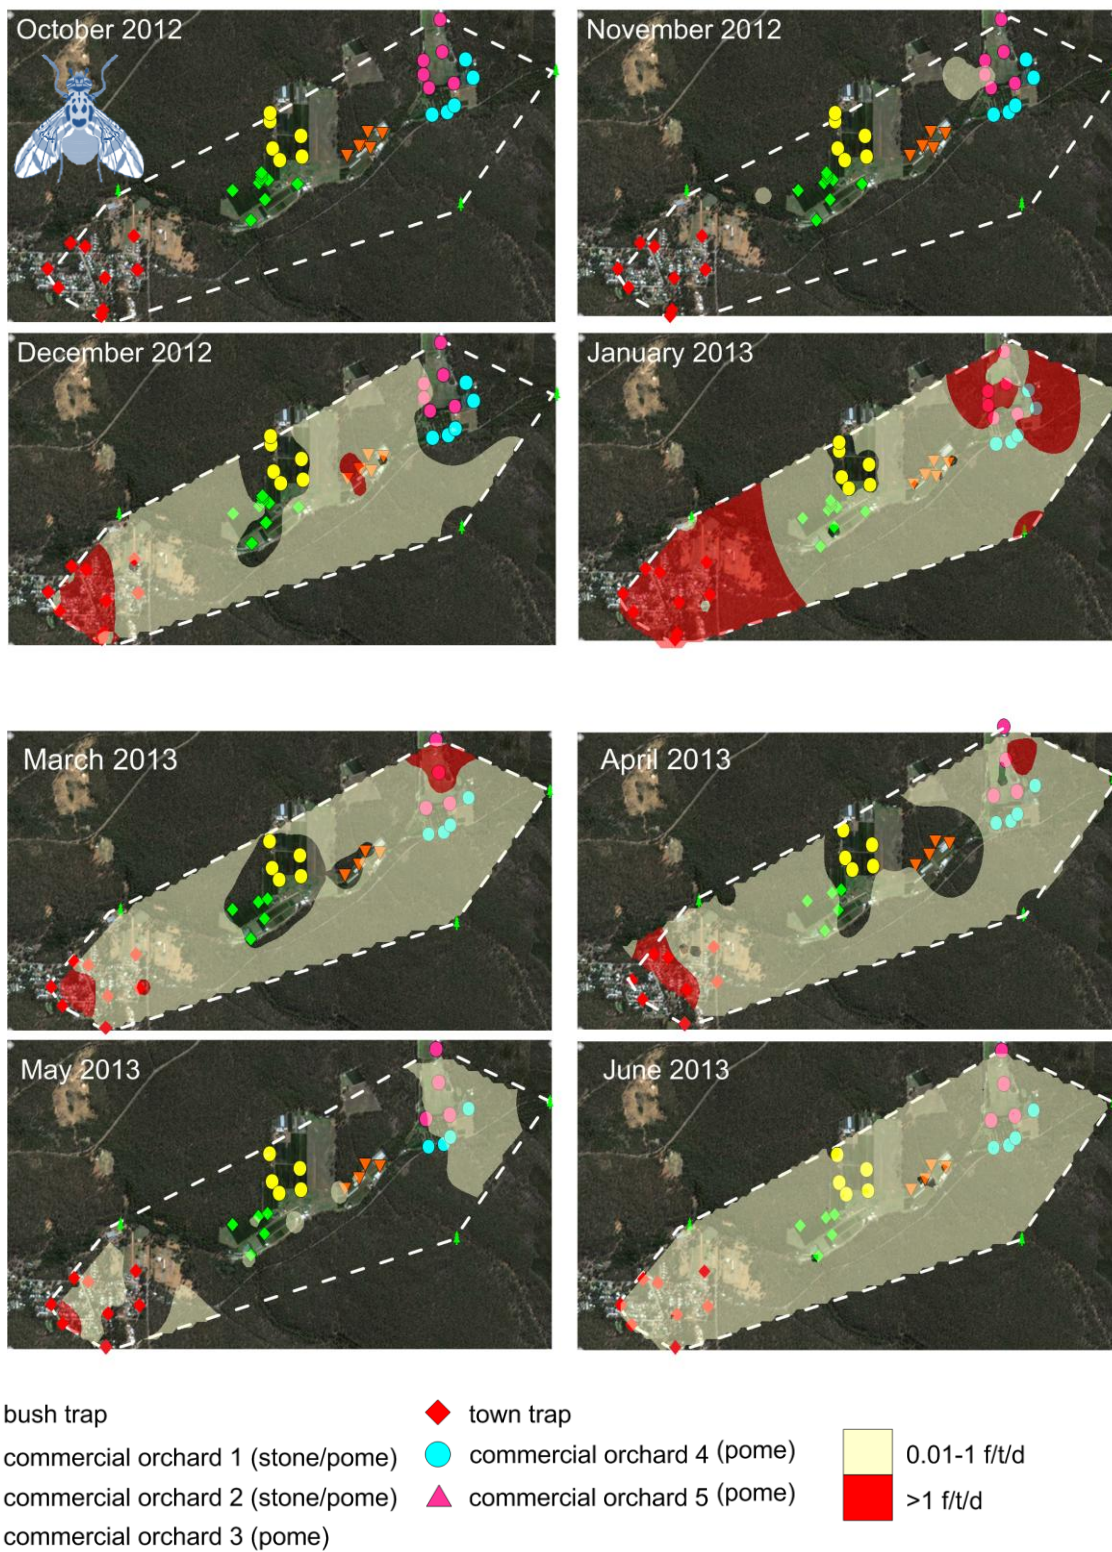 October 2012
November 2012
December 2012
January 2013
March 2013
April 2013
May 2013
June 2013
bush trap
town trap
commercial orchard 1 (stone/pome)
commercial orchard 4 (pome)
0.01-1 f/t/d
commercial orchard 2 (stone/pome)
commercial orchard 5 (pome)
>1 f/t/d
commercial orchard 3 (pome)